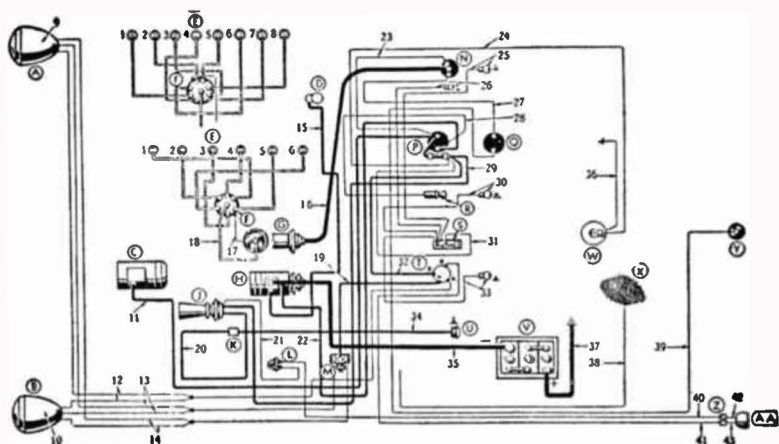 E
1 2 3 4 5 6 7 8
F
9
A
23
24
25
N
26
D
15
27
28
P
Q
29
E
1 2 3 4 5 6
30
R
16
36
F
18
17
G
S
31
W
Y
C
H
19
32
T
33
X
J
11
20
K
21
L
22
M
34
U
35
V
−
+
37
38
39
B
10
12
13
14
40
41
Z
42
AA